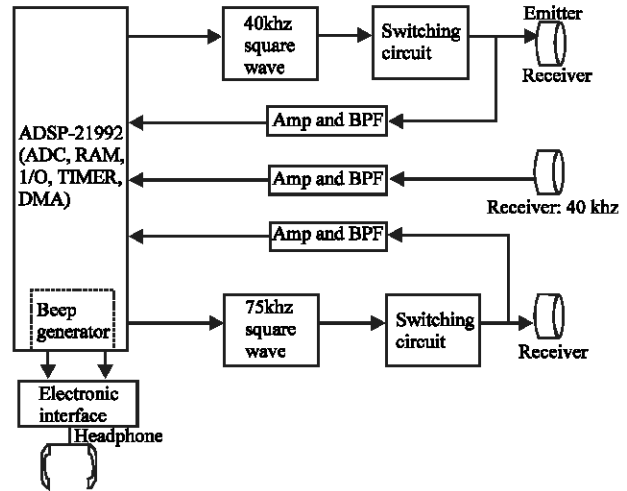 Emitter
40khz
square
wave
Switching
circuit
Receiver
Amp and BPF
ADSP-21992
(ADC, RAM,
1/O, TIMER,
DMA)
Amp and BPF
Receiver: 40 khz
Amp and BPF
Beep
generator
75khz
square
wave
Switching
circuit
Receiver
Electronic
interface
Headphone